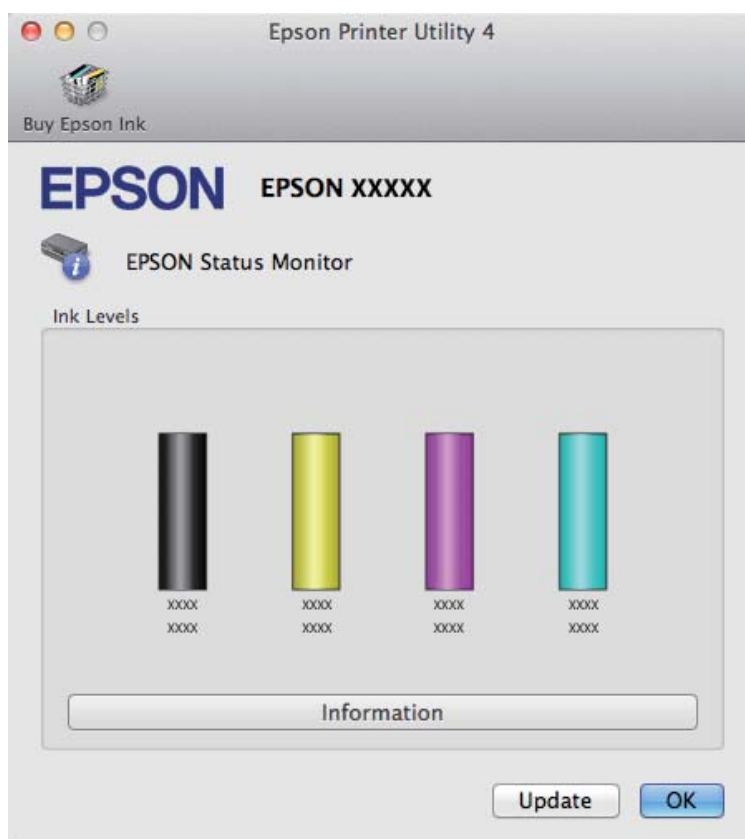 Epson Printer Utility 4
Buy Epson Ink
EPSON EPSON XXXXX
EPSON Status Monitor
Ink Levels
xxxx xxxx xxxx xxxx
xxxx xxxx xxxx xxxx
Information
Update OK